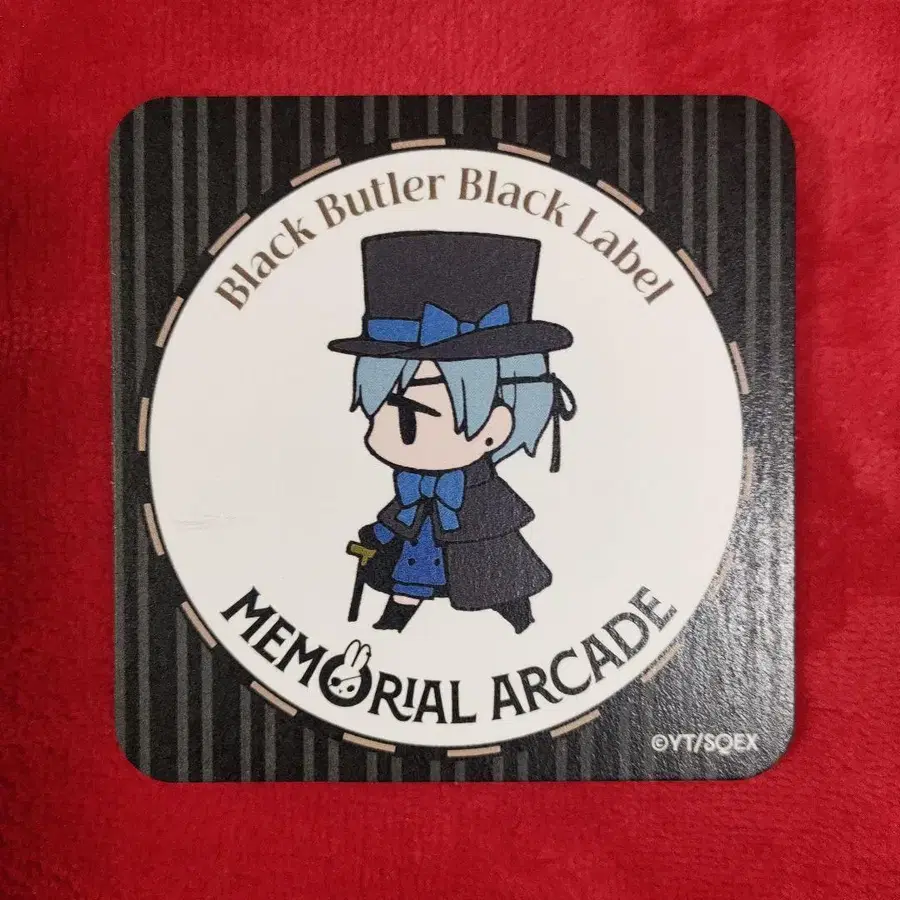 Black Butler Black Label
MEMORIAL ARCADE
©YT/SQEX